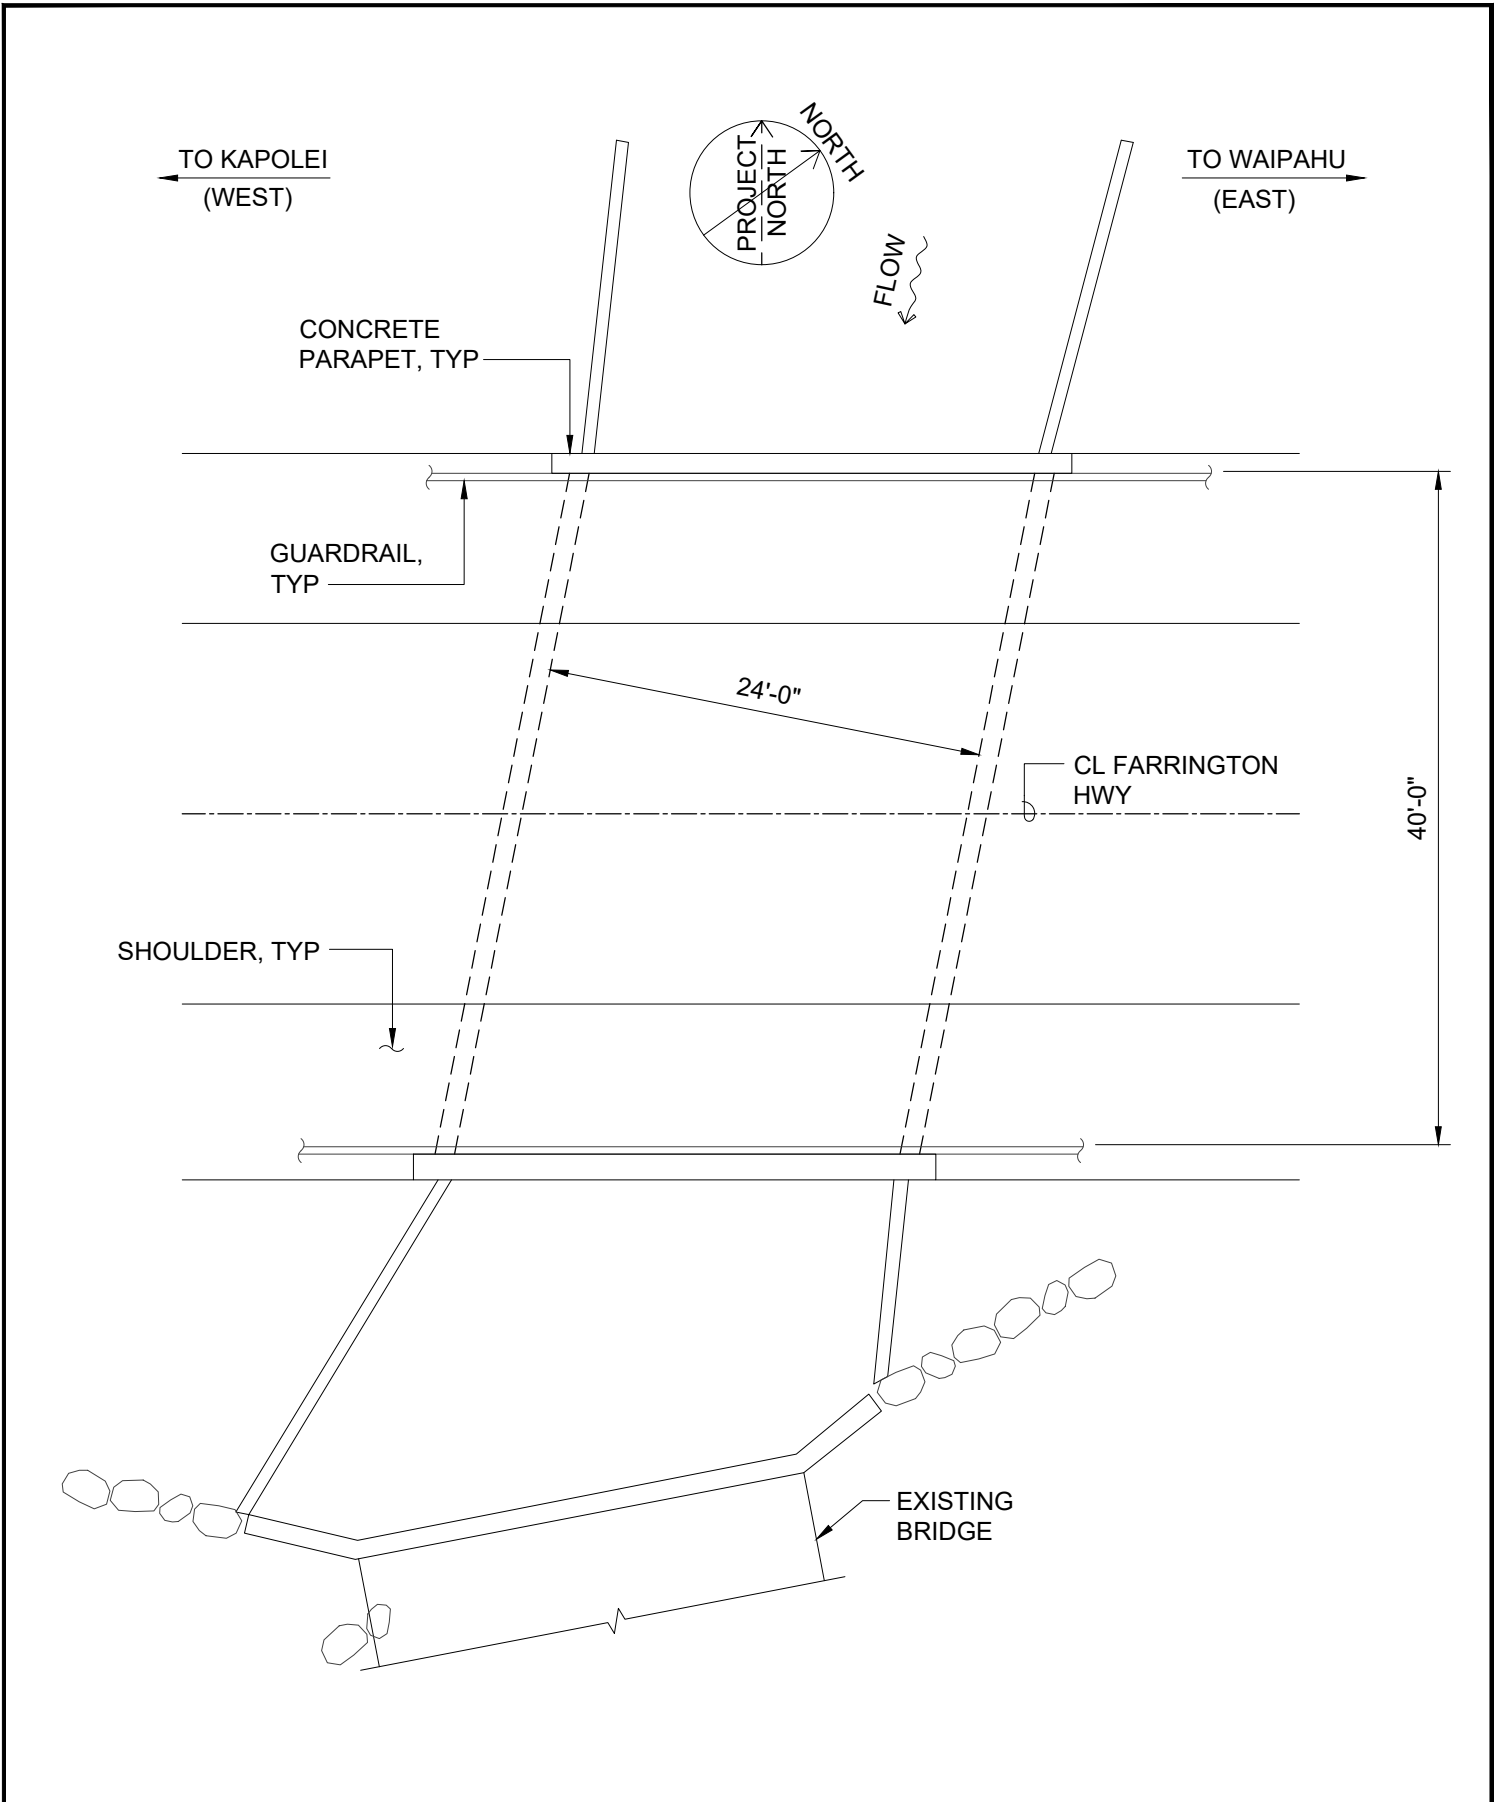 TO KAPOLEI
(WEST)
PROJECT
NORTH
NORTH
TO WAIPAHU
(EAST)
FLOW
CONCRETE
PARAPET, TYP
GUARDRAIL,
TYP
24'-0"
CL FARRINGTON
HWY
40'-0"
SHOULDER, TYP
EXISTING
BRIDGE